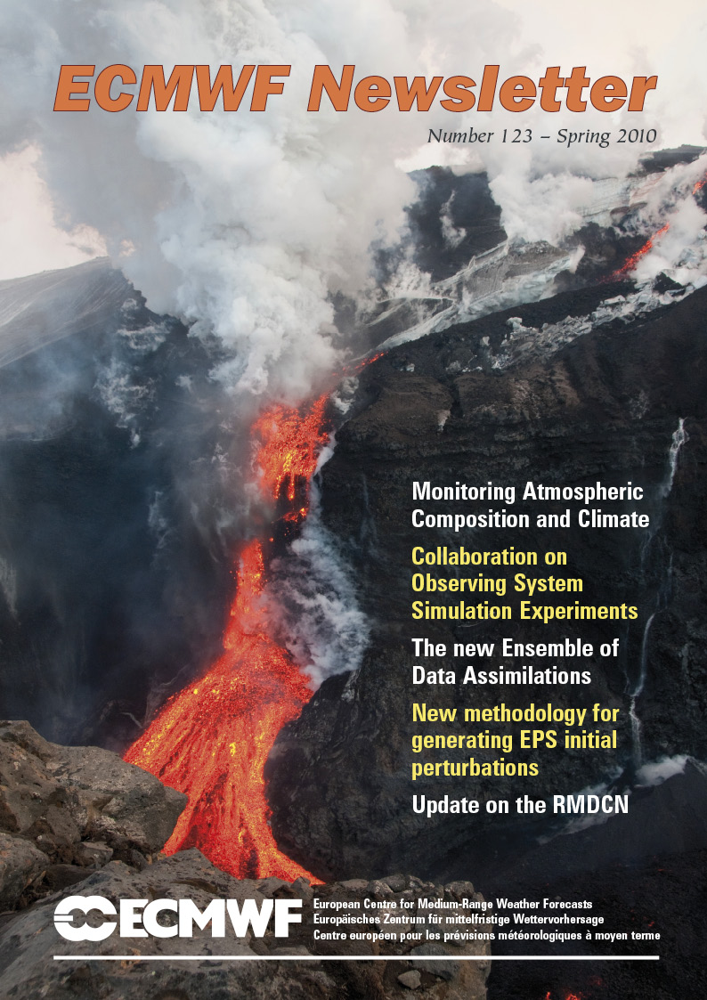 ECMWF Newsletter
Number 123 – Spring 2010
Monitoring Atmospheric
Composition and Climate
Collaboration on
Observing System
Simulation Experiments
The new Ensemble of
Data Assimilations
New methodology for
generating EPS initial
perturbations
Update on the RMDCN
ECMWF
European Centre for Medium-Range Weather Forecasts
Europäisches Zentrum für mittelfristige Wettervorhersage
Centre européen pour les prévisions météorologiques à moyen terme